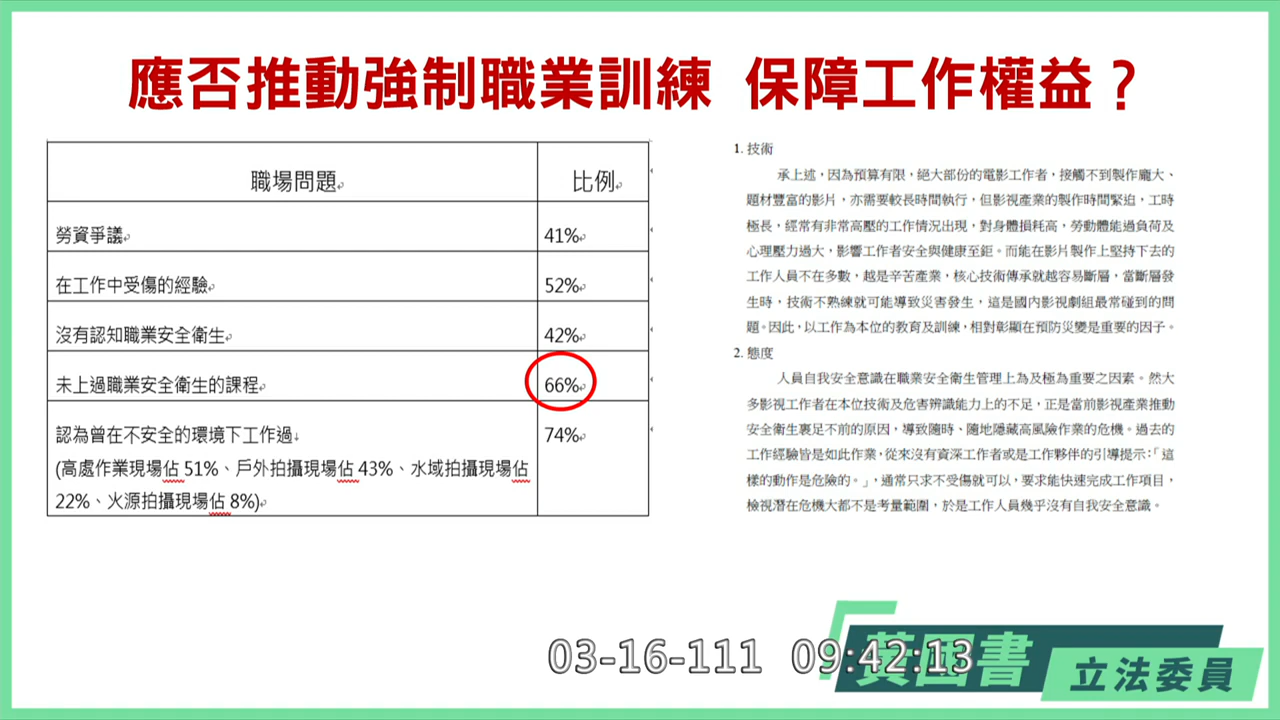 應否推動強制職業訓練 保障工作權益？
職場問題 比例
勞資爭議 41%
在工作中受傷的經驗 52%
沒有認知職業安全衛生 42%
未上過職業安全衛生的課程 66%
認為曾在不安全的環境下工作過 74%
(高處作業現場佔 51%、戶外拍攝現場佔 43%、水域拍攝現場佔
22%、火源拍攝現場佔 8%)
1. 技術
承上述，因為預算有限，絕大部份的電影工作者，接觸不到製作龐大、
題材豐富的影片，亦需要較長時間執行，但影視產業的製作時間緊迫，工時
極長，經常有非常高壓的工作情況出現，對身體損耗高，勞動體能過負荷及
心理壓力過大，影響工作者安全與健康至鉅。而能在影片製作上堅持下去的
工作人員不在多數，越是辛苦產業，核心技術傳承就越容易斷層，當斷層發
生時，技術不熟練就可能導致災害發生，這是國內影視劇組最常碰到的問
題。因此，以工作為本位的教育及訓練，相對彰顯在預防災變是重要的因子。
2. 態度
人員自我安全意識在職業安全衛生管理上為及極為重要之因素。然大
多影視工作者在本位技術及危害辨識能力上的不足，正是當前影視產業推動
安全衛生裹足不前的原因，導致隨時、隨地隱藏高風險作業的危機。過去的
工作經驗皆是如此作業，從來沒有資深工作者或是工作夥伴的引導提示：「這
樣的動作是危險的。」，通常只求不受傷就可以，要求能快速完成工作項目，
檢視潛在危機大都不是考量範圍，於是工作人員幾乎沒有自我安全意識。
03-16-111 09:42:13
書
立法委員